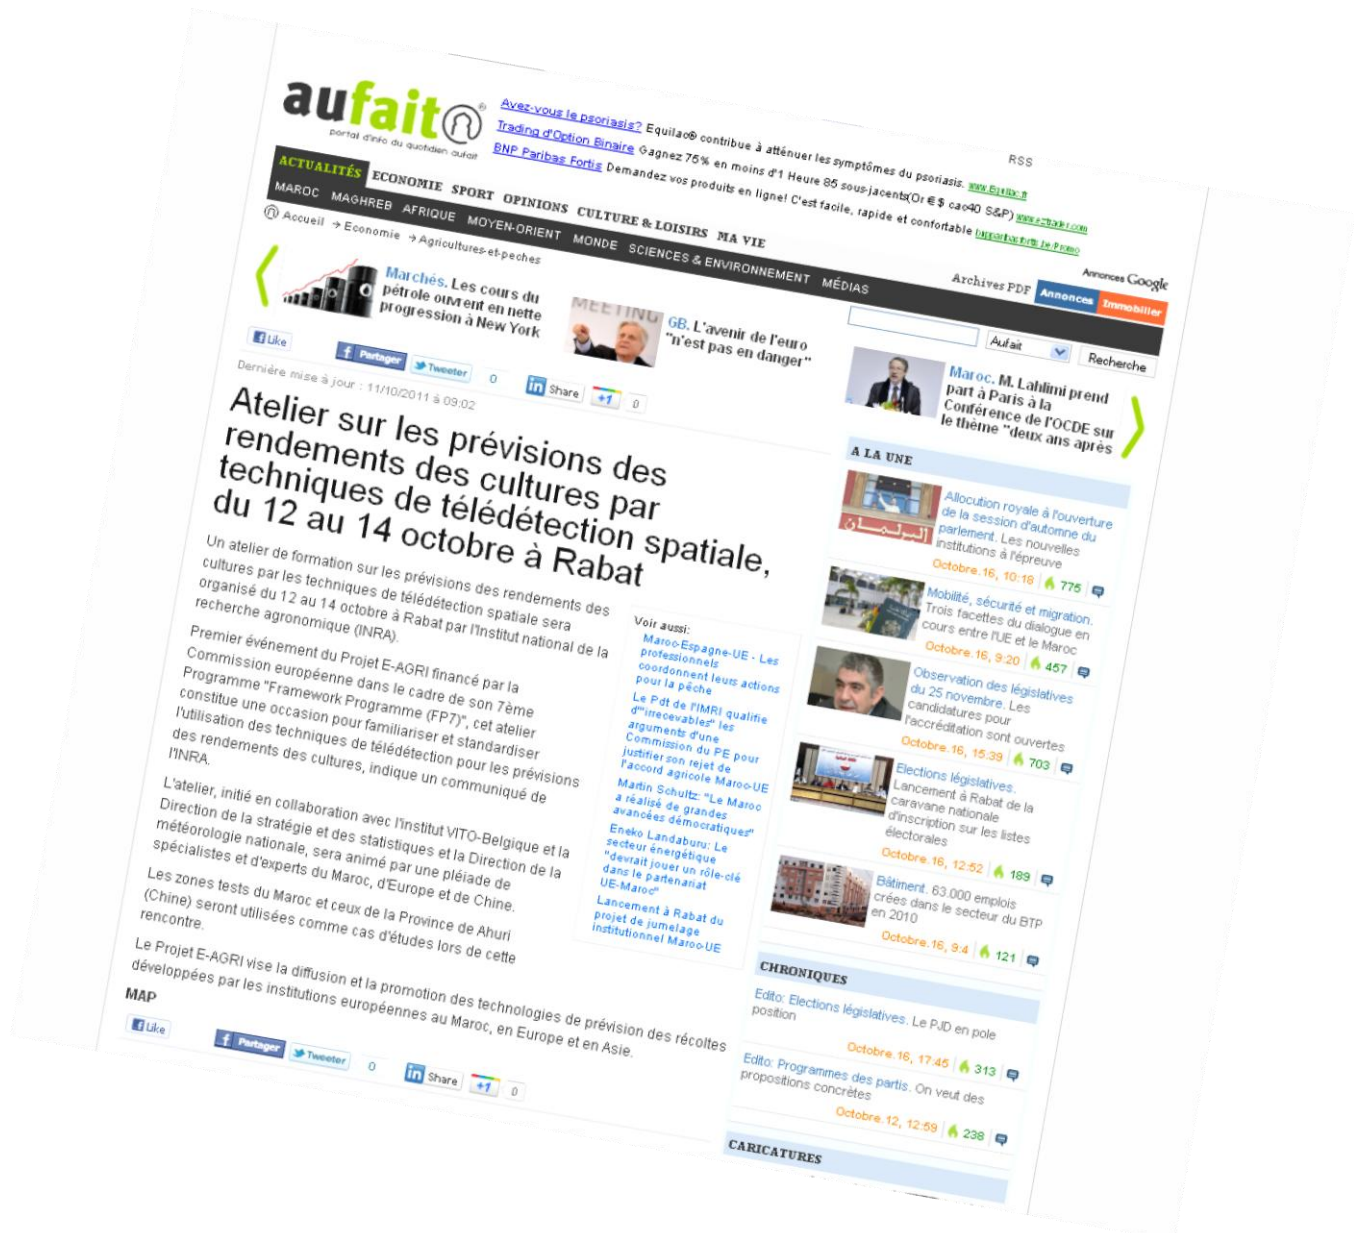 aufait
portal d'info du quotidien aufait
Avez-vous le psoriasis? Equilac® contribue à atténuer les symptômes du psoriasis. www.Equilac.fr
Trading d'Option Binaire Gagnez 75% en moins d'1 Heure 85 sous-jacents(Or € $ cac40 S&P) www.eztrader.com
BNP Paribas Fortis Demandez vos produits en ligne! C'est facile, rapide et confortable bnpparibasfortis.be/Promo
RSS
Annonces Google
ACTUALITÉS ECONOMIE SPORT OPINIONS CULTURE & LOISIRS MA VIE
Archives PDF Annonces Immobilier
MAROC MAGHREB AFRIQUE MOYEN-ORIENT MONDE SCIENCES & ENVIRONNEMENT MÉDIAS
Accueil → Economie → Agricultures-et-peches
Aufait Recherche
Marchés. Les cours du
pétrole ouvrent en nette
progression à New York
MEETING
GB. L'avenir de l'euro
"n'est pas en danger"
Maroc. M. Lahlimi prend
part à Paris à la
Conférence de l'OCDE sur
le thème "deux ans après
Like Partager Tweeter 0 Share +1 0
Dernière mise à jour : 11/10/2011 à 09:02
Atelier sur les prévisions des
rendements des cultures par
techniques de télédétection spatiale,
du 12 au 14 octobre à Rabat
Un atelier de formation sur les prévisions des rendements des
cultures par les techniques de télédétection spatiale sera
organisé du 12 au 14 octobre à Rabat par l'Institut national de la
recherche agronomique (INRA).
Premier événement du Projet E-AGRI financé par la
Commission européenne dans le cadre de son 7ème
Programme "Framework Programme (FP7)", cet atelier
constitue une occasion pour familiariser et standardiser
l'utilisation des techniques de télédétection pour les prévisions
des rendements des cultures, indique un communiqué de
l'INRA.
L'atelier, initié en collaboration avec l'institut VITO-Belgique et la
Direction de la stratégie et des statistiques et la Direction de la
météorologie nationale, sera animé par une pléiade de
spécialistes et d'experts du Maroc, d'Europe et de Chine.
Les zones tests du Maroc et ceux de la Province de Ahuri
(Chine) seront utilisées comme cas d'études lors de cette
rencontre.
Le Projet E-AGRI vise la diffusion et la promotion des technologies de prévision des récoltes
développées par les institutions européennes au Maroc, en Europe et en Asie.
MAP
Like Partager Tweeter 0 Share +1 0
Voir aussi:
Maroc-Espagne-UE - Les
professionnels
coordonnent leurs actions
pour la pêche
Le Pdt de l'IMRI qualifie
d'"irrecevables" les
arguments d'une
Commission du PE pour
justifier son rejet de
l'accord agricole Maroc-UE
Martin Schultz: "Le Maroc
a réalisé de grandes
avancées démocratiques"
Eneko Landaburu: Le
secteur énergétique
"devrait jouer un rôle-clé
dans le partenariat
UE-Maroc"
Lancement à Rabat du
projet de jumelage
institutionnel Maroc-UE
A LA UNE
البرلمان
Allocution royale à l'ouverture
de la session d'automne du
parlement. Les nouvelles
institutions à l'épreuve
Octobre.16, 10:18 775
Mobilité, sécurité et migration.
Trois facettes du dialogue en
cours entre l'UE et le Maroc
Octobre.16, 9:20 457
Observation des législatives
du 25 novembre. Les
candidatures pour
l'accréditation sont ouvertes
Octobre.16, 15:39 703
Elections législatives.
Lancement à Rabat de la
caravane nationale
d'inscription sur les listes
électorales
Octobre.16, 12:52 189
Bâtiment. 63.000 emplois
crées dans le secteur du BTP
en 2010
Octobre.16, 9:4 121
CHRONIQUES
Edito: Elections législatives. Le PJD en pole
position
Octobre.16, 17:45 313
Edito: Programmes des partis. On veut des
propositions concrètes
Octobre.12, 12:59 238
CARICATURES